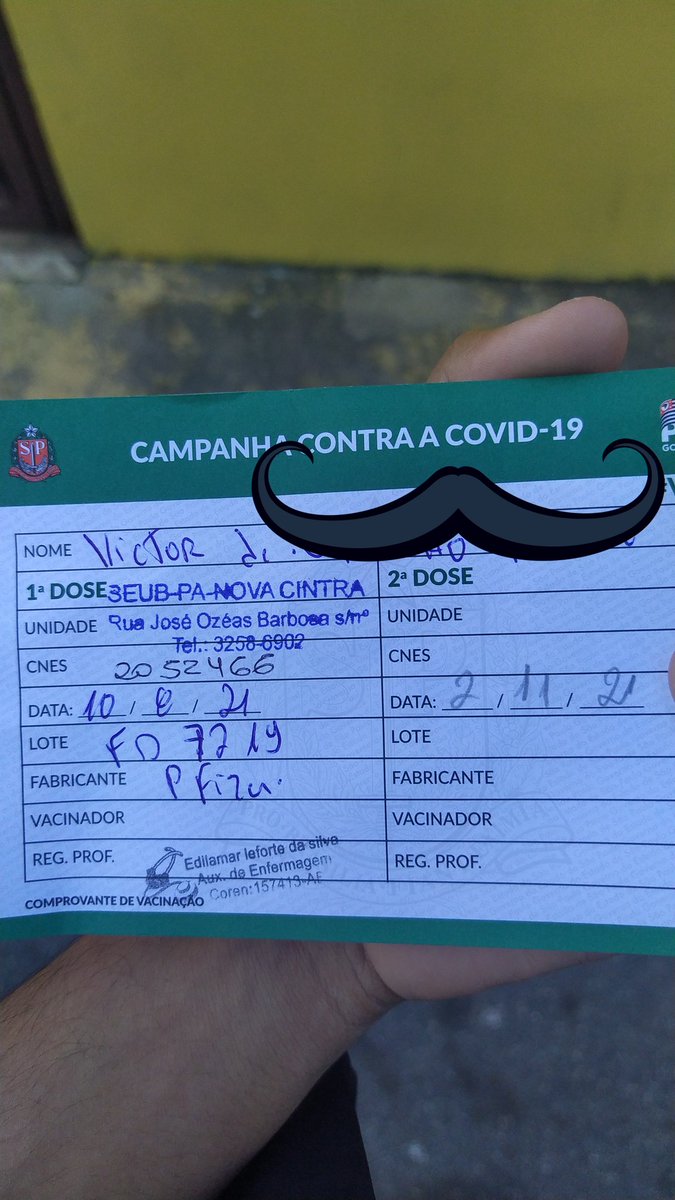 CAMPANHA CONTRA A COVID-19
SP
NOME Victor de
1ª DOSE SEUB-PA-NOVA CINTRA
UNIDADE Rua José Ozéas Barbosa s/nº
Tel.: 3258-6902
CNES 2052466
DATA: 10 / 8 / 21
LOTE FD 7219
FABRICANTE Pfizer
VACINADOR
REG. PROF. Edilamar leforte da silva
Aux. de Enfermagem
Coren:157413-AE
2ª DOSE
UNIDADE
CNES
DATA: 2 / 11 / 21
LOTE
FABRICANTE
VACINADOR
REG. PROF.
COMPROVANTE DE VACINAÇÃO